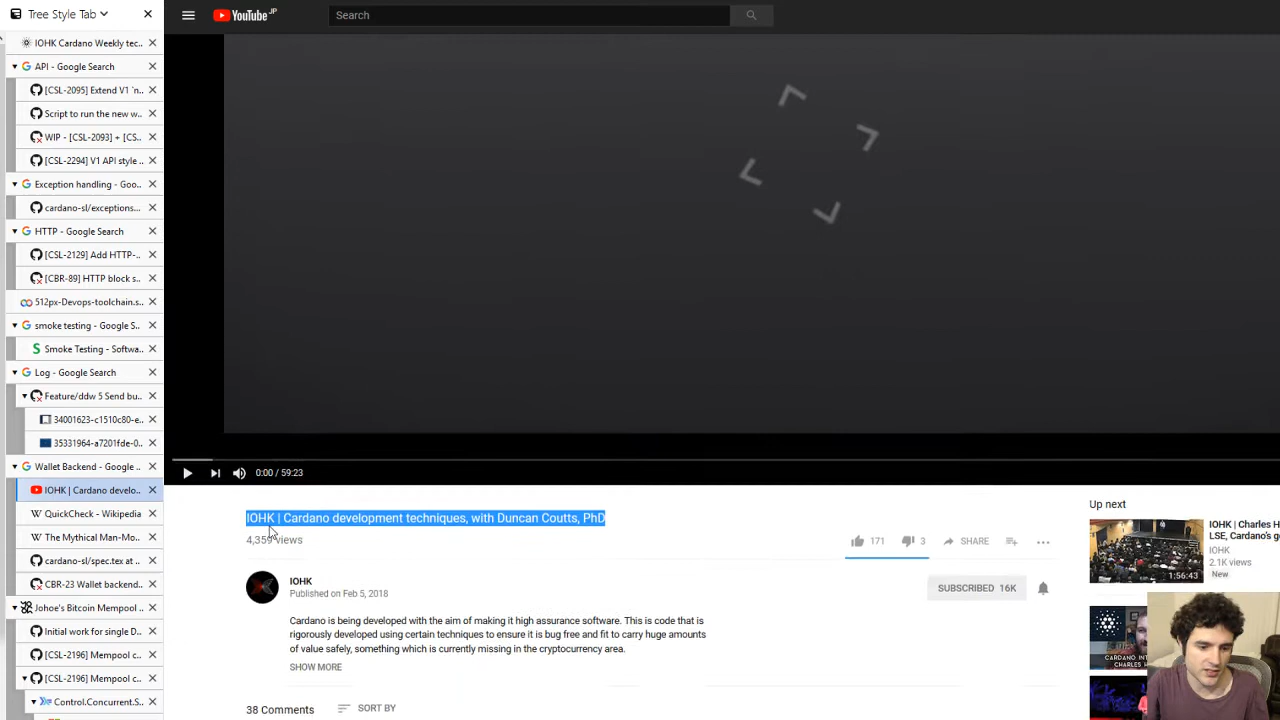 Tree Style Tab
IOHK Cardano Weekly tec..
API - Google Search
[CSL-2095] Extend V1 `n..
Script to run the new w..
WIP - [CSL-2093] + [CS..
[CSL-2294] V1 API style ..
Exception handling - Goo..
cardano-sl/exceptions...
HTTP - Google Search
[CSL-2129] Add HTTP-..
[CBR-89] HTTP block s..
512px-Devops-toolchain.s..
smoke testing - Google S..
Smoke Testing - Softwa..
Log - Google Search
Feature/ddw 5 Send bu..
34001623-c1510c80-e..
35331964-a7201fde-0..
Wallet Backend - Google ..
IOHK | Cardano develo..
QuickCheck - Wikipedia
The Mythical Man-Mo..
cardano-sl/spec.tex at ..
CBR-23 Wallet backend..
Johoe's Bitcoin Mempool ..
Initial work for single D..
[CSL-2196] Mempool c..
[CSL-2196] Mempool c..
Control.Concurrent.S..
YouTube JP
Search
0:00 / 59:23
IOHK | Cardano development techniques, with Duncan Coutts, PhD
4,359 views
171
3
SHARE
IOHK
Published on Feb 5, 2018
SUBSCRIBED 16K
Cardano is being developed with the aim of making it high assurance software. This is code that is
rigorously developed using certain techniques to ensure it is bug free and fit to carry huge amounts
of value safely, something which is currently missing in the cryptocurrency area.
SHOW MORE
38 Comments
SORT BY
Up next
1:56:43
IOHK | Charles H
LSE, Cardano's g
IOHK
2.1K views
New
CARDANO INT
CHARLES H